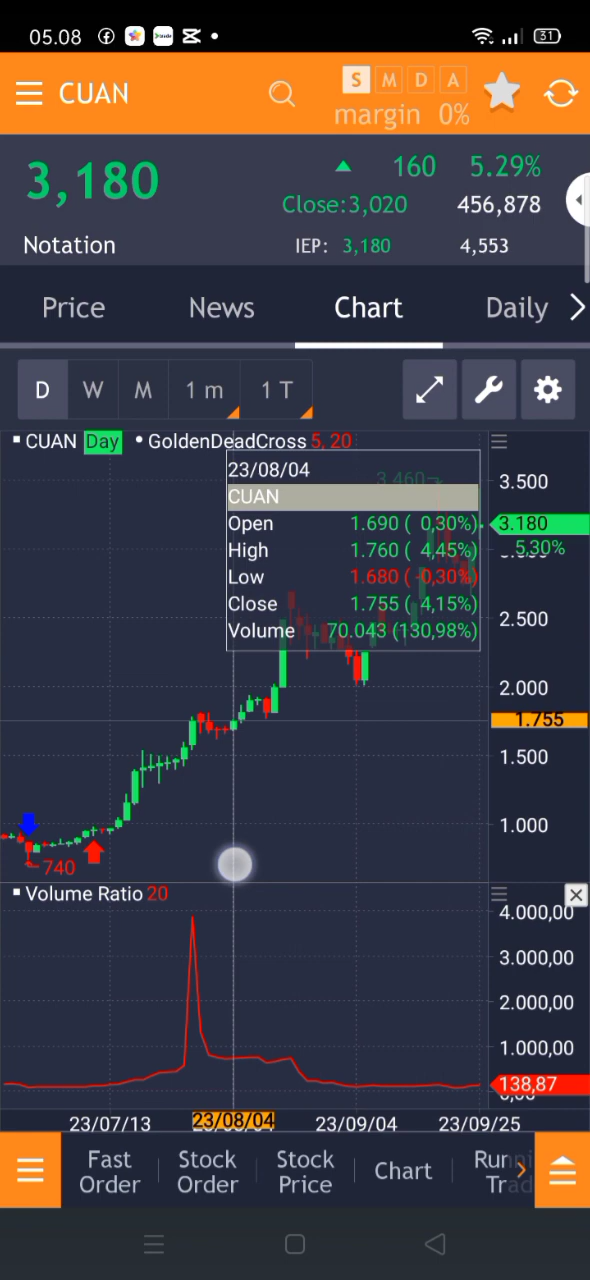 05.08
31
CUAN
S M D A
margin 0%
3,180
160 5.29%
Close:3,020 456,878
Notation
IEP: 3,180 4,553
Price News Chart Daily
D W M 1 m 1 T
CUAN Day GoldenDeadCross 5, 20
23/08/04
CUAN
Open 1.690 ( 0,30%)
High 1.760 ( 4,45%)
Low 1.680 ( -0,30%)
Close 1.755 ( 4,15%)
Volume 70.043 (130,98%)
3.460
3.500
3.180
5,30%
2.500
2.000
1.755
1.500
1.000
740
Volume Ratio 20
4.000,00
3.000,00
2.000,00
1.000,00
138,87
23/07/13 23/08/04 23/09/04 23/09/25
Fast Order
Stock Order
Stock Price
Chart